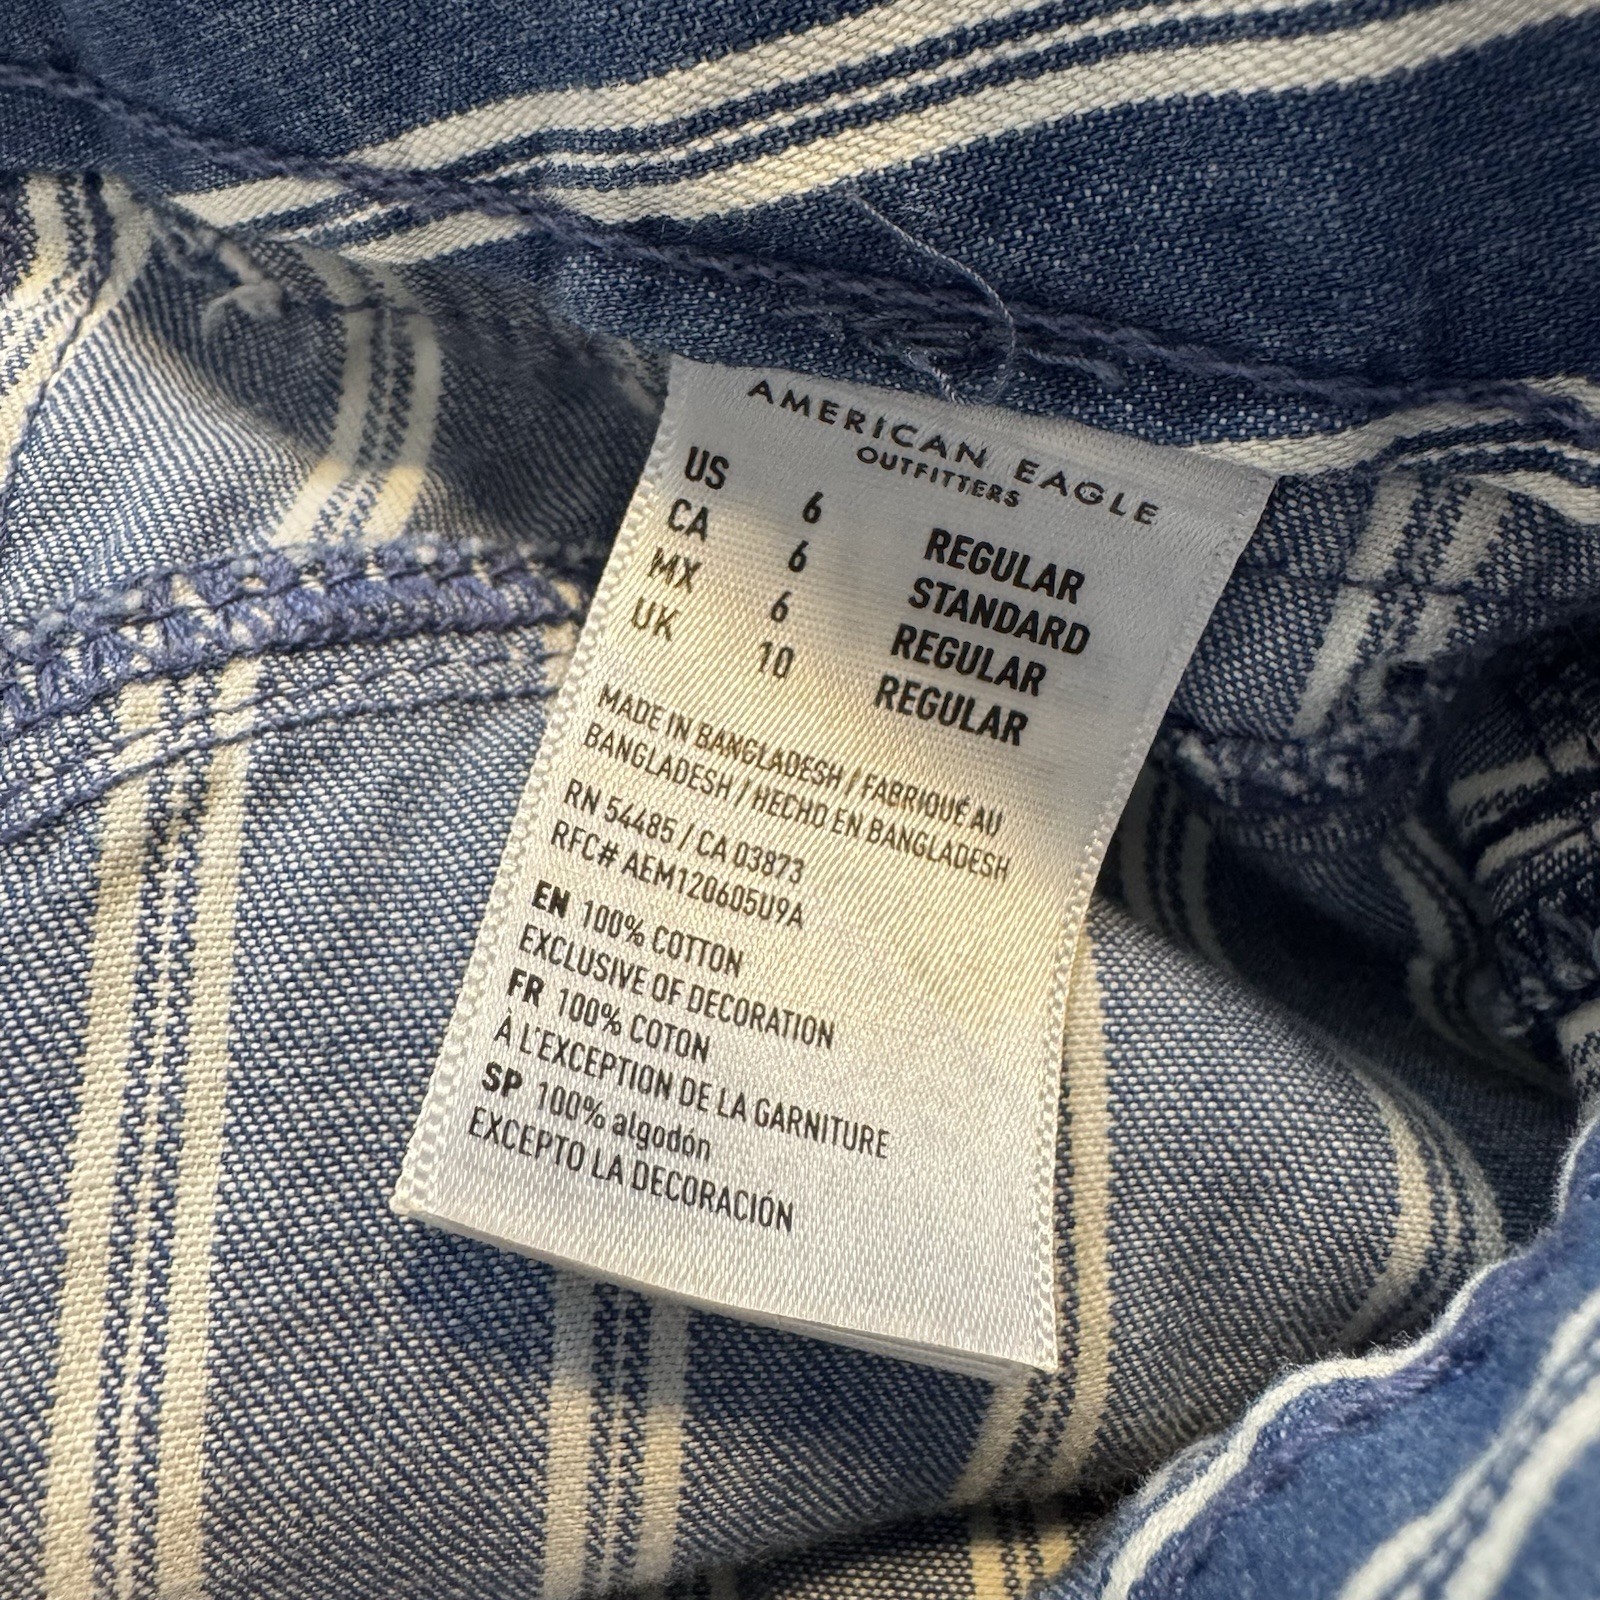 AMERICAN EAGLE
OUTFITTERS
US 6 REGULAR
CA 6 STANDARD
MX 6 REGULAR
UK 10 REGULAR
MADE IN BANGLADESH / FABRIQUÉ AU
BANGLADESH / HECHO EN BANGLADESH
RN 54485 / CA 03873
RFC# AEM120605U9A
EN 100% COTTON
EXCLUSIVE OF DECORATION
FR 100% COTON
À L'EXCEPTION DE LA GARNITURE
SP 100% algodón
EXCEPTO LA DECORACIÓN